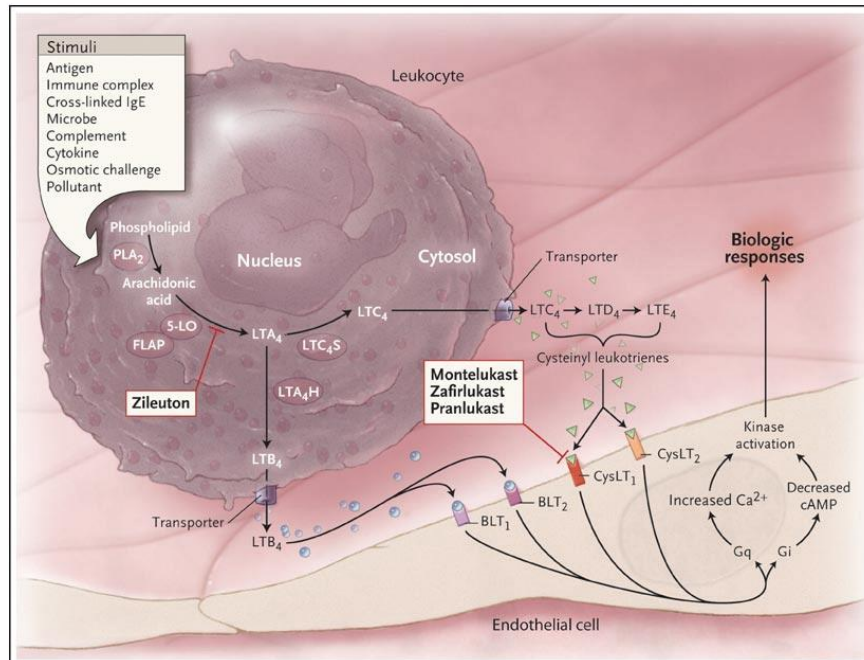 Stimuli
Antigen
Immune complex
Cross-linked IgE
Microbe
Complement
Cytokine
Osmotic challenge
Pollutant
Leukocyte
Phospholipid
PLA₂
Arachidonic
acid
Nucleus
Cytosol
5-LO
FLAP
LTA₄
LTC₄
LTC₄S
LTA₄H
Zileuton
LTB₄
Transporter
LTB₄
Transporter
LTC₄
LTD₄
LTE₄
Cysteinyl leukotrienes
Montelukast
Zafirlukast
Pranlukast
BLT₁
BLT₂
CysLT₁
CysLT₂
Biologic
responses
Kinase
activation
Increased Ca²⁺
Decreased
cAMP
Gq
Gi
Endothelial cell